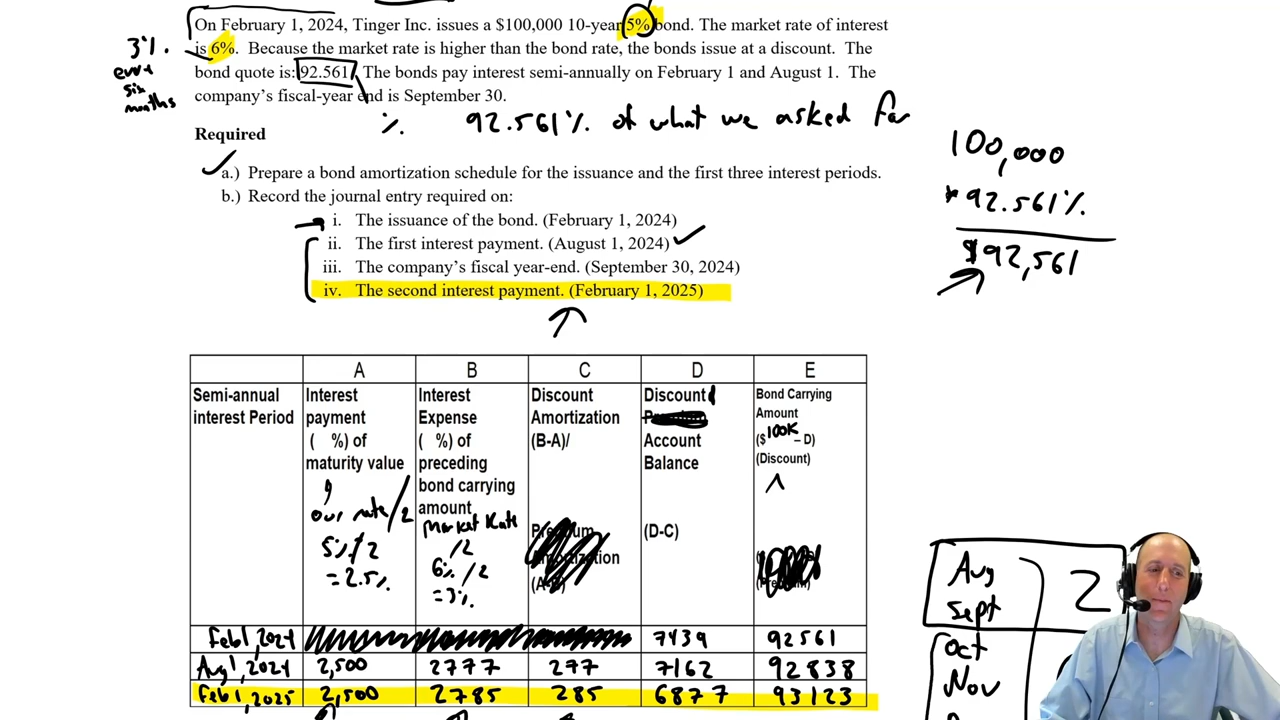 On February 1, 2024, Tinger Inc. issues a $100,000 10-year 5% bond. The market rate of interest
is 6%. Because the market rate is higher than the bond rate, the bonds issue at a discount. The
bond quote is: 92.561. The bonds pay interest semi-annually on February 1 and August 1. The
company's fiscal-year end is September 30.
3%.
every
six
months
% 92.561% of what we asked for
Required
a.) Prepare a bond amortization schedule for the issuance and the first three interest periods.
b.) Record the journal entry required on:
i. The issuance of the bond. (February 1, 2024)
ii. The first interest payment. (August 1, 2024)
iii. The company's fiscal year-end. (September 30, 2024)
iv. The second interest payment. (February 1, 2025)
100,000
* 92.561%
$92,561
A B C D E
Semi-annual
interest Period
Interest
payment
( %) of
maturity value
our rate/2
5%/2
= 2.5%
Interest
Expense
( %) of
preceding
bond carrying
amount
Market Rate
/2
6%/2
=3%
Discount
Amortization
(B-A)/
(A-B)
Discount
Account
Balance
(D-C)
Bond Carrying
Amount
($100K – D)
(Discount)
Feb 1, 2024 7439 92561
Aug 1, 2024 2,500 2777 277 7162 92838
Feb 1, 2025 2,500 2785 285 6877 93123
Aug
Sept
2
Oct
Nov